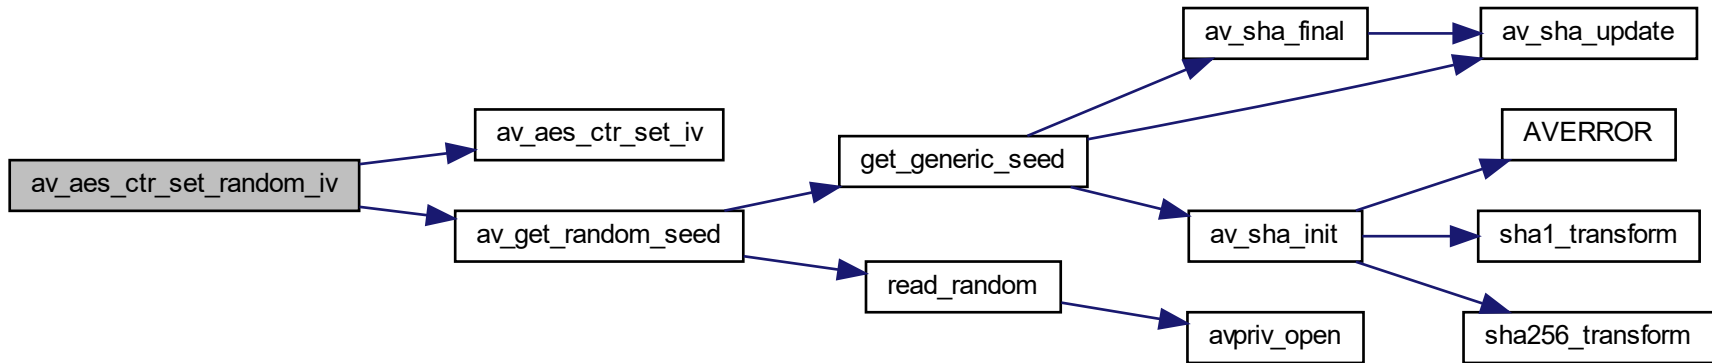 av_aes_ctr_set_random_iv
av_aes_ctr_set_iv
av_get_random_seed
get_generic_seed
read_random
av_sha_final
av_sha_init
avpriv_open
av_sha_update
AVERROR
sha1_transform
sha256_transform